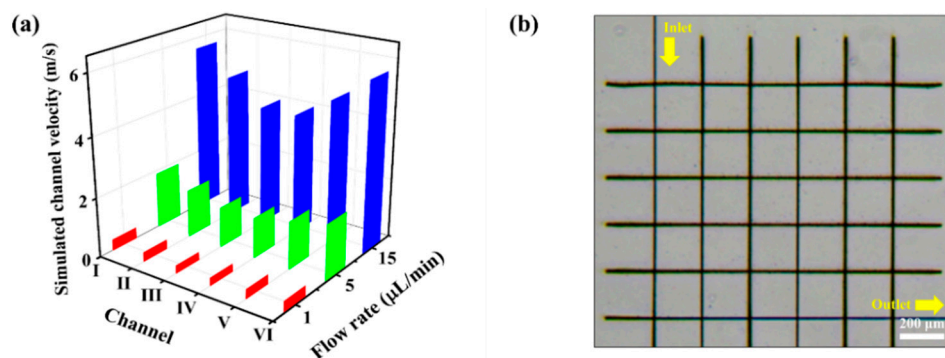 (a)
Simulated channel velocity (m/s)
6
4
2
0
I
II
III
IV
V
VI
Channel
1
5
15
Flow rate (μL/min)
(b)
Inlet
Outlet
200 μm